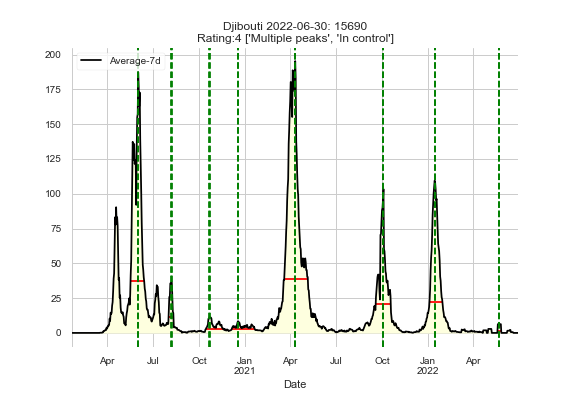 Djibouti 2022-06-30: 15690
Rating:4 ['Multiple peaks', 'In control']
200
Average-7d
175
150
125
100
75
50
25
0
Apr Jul Oct Jan Apr Jul Oct Jan Apr
2021 2022
Date